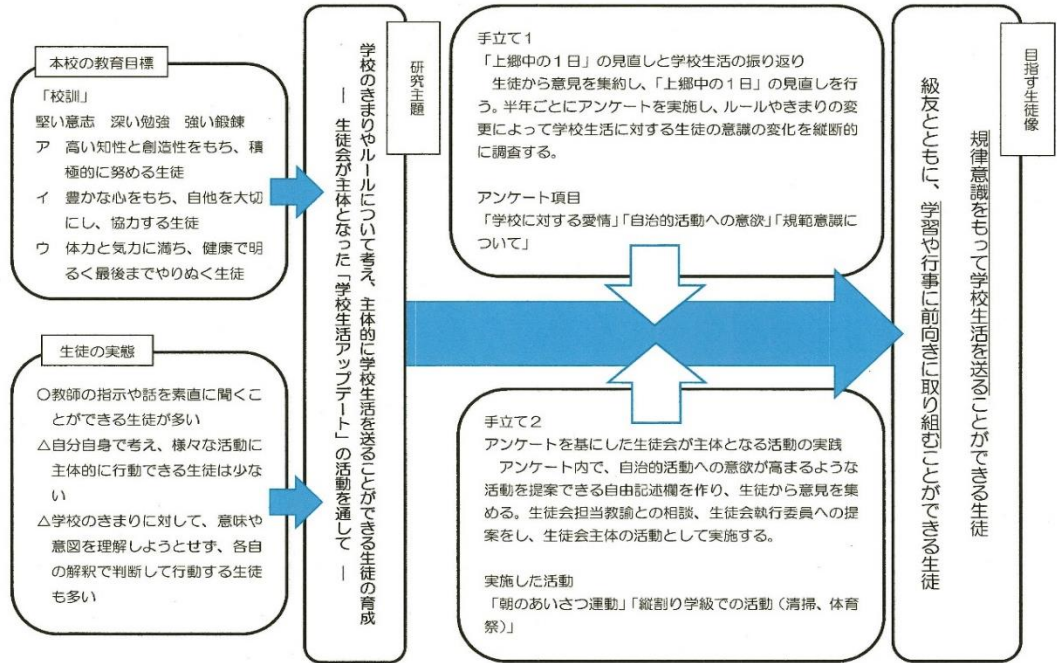 本校の教育目標
「校訓」
堅い意志　深い勉強　強い鍛錬
ア　高い知性と創造性をもち、積
極的に努める生徒
イ　豊かな心をもち、自他を大切
にし、協力する生徒
ウ　体力と気力に満ち、健康で明
るく最後までやりぬく生徒
生徒の実態
○教師の指示や話を素直に聞くこ
とができる生徒が多い
△自分自身で考え、様々な活動に
主体的に行動できる生徒は少な
い
△学校のきまりに対して、意味や
意図を理解しようとせず、各自
の解釈で判断して行動する生徒
も多い
研究主題
学校のきまりやルールについて考え、主体的に学校生活を送ることができる生徒の育成
― 生徒会が主体となった「学校生活アップデート」の活動を通して ―
手立て1
「上郷中の1日」の見直しと学校生活の振り返り
生徒から意見を集約し、「上郷中の1日」の見直しを行
う。半年ごとにアンケートを実施し、ルールやきまりの変
更によって学校生活に対する生徒の意識の変化を縦断的
に調査する。
アンケート項目
「学校に対する愛情」「自治的活動への意欲」「規範意識に
ついて」
手立て2
アンケートを基にした生徒会が主体となる活動の実践
アンケート内で、自治的活動への意欲が高まるような
活動を提案できる自由記述欄を作り、生徒から意見を集
める。生徒会担当教諭との相談、生徒会執行委員への提
案をし、生徒会主体の活動として実施する。
実施した活動
「朝のあいさつ運動」「縦割り学級での活動（清掃、体育
祭）」
目指す生徒像
規律意識をもって学校生活を送ることができる生徒
級友とともに、学習や行事に前向きに取り組むことができる生徒